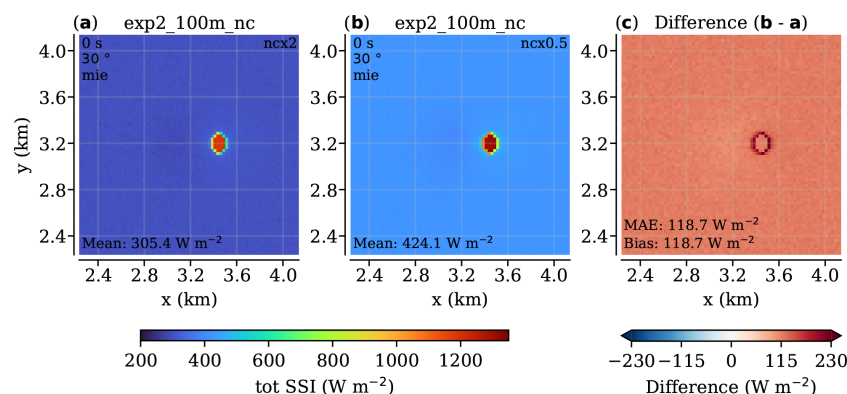 (a) exp2_100m_nc
(b) exp2_100m_nc
(c) Difference (b - a)
0 s
30 °
mie
ncx2
Mean: 305.4 W m⁻²
0 s
30 °
mie
ncx0.5
Mean: 424.1 W m⁻²
MAE: 118.7 W m⁻²
Bias: 118.7 W m⁻²
y (km)
4.0
3.6
3.2
2.8
2.4
4.0
3.6
3.2
2.8
2.4
4.0
3.6
3.2
2.8
2.4
2.4 2.8 3.2 3.6 4.0
2.4 2.8 3.2 3.6 4.0
2.4 2.8 3.2 3.6 4.0
x (km)
x (km)
x (km)
200 400 600 800 1000 1200
tot SSI (W m⁻²)
−230 −115 0 115 230
Difference (W m⁻²)